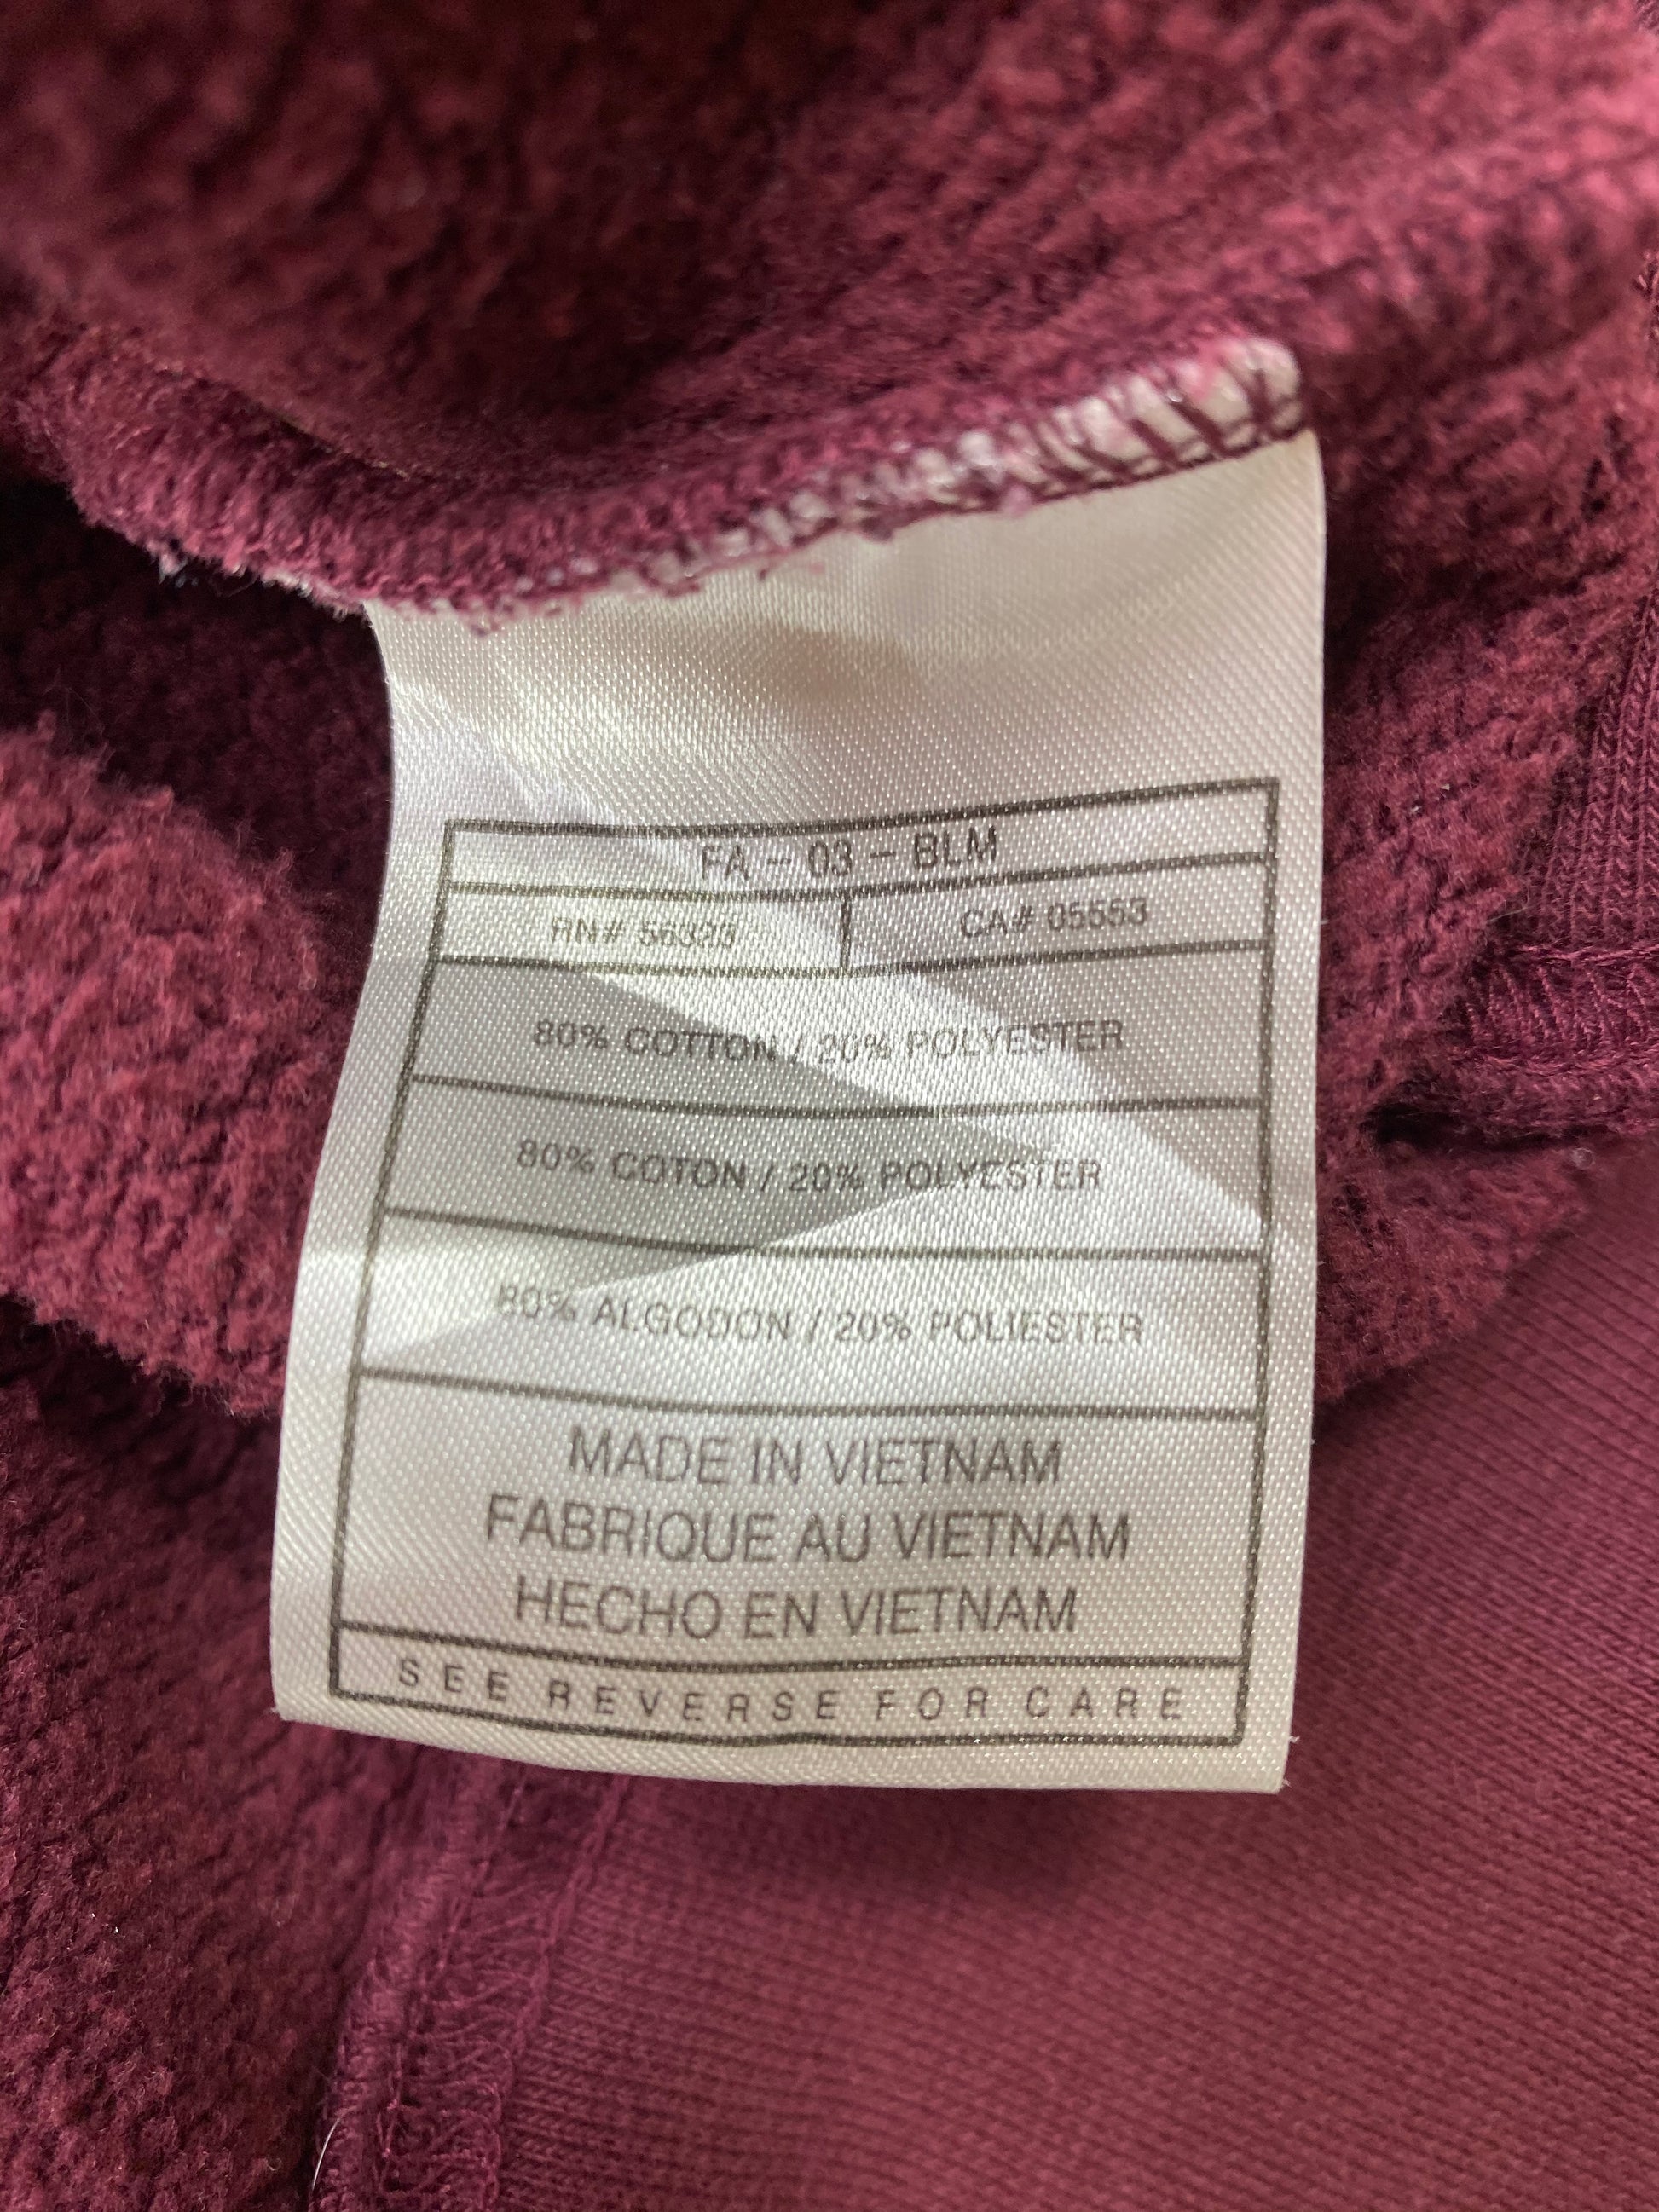 FA - 03 - BLM
RN# 56323 CA# 05553
80% COTTON / 20% POLYESTER
80% COTON / 20% POLYESTER
80% ALGODON / 20% POLIESTER
MADE IN VIETNAM
FABRIQUE AU VIETNAM
HECHO EN VIETNAM
SEE REVERSE FOR CARE